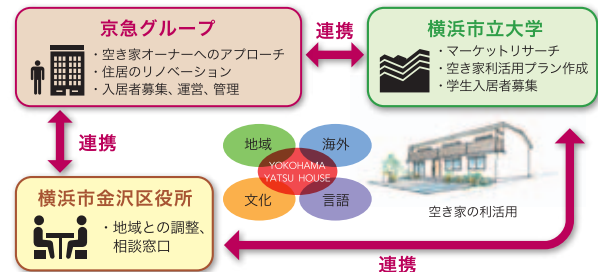 京急グループ
・空き家オーナーへのアプローチ
・住居のリノベーション
・入居者募集、運営、管理
連携
横浜市立大学
・マーケットリサーチ
・空き家利活用プラン作成
・学生入居者募集
連携
地域
海外
YOKOHAMA
YATSU HOUSE
文化
言語
空き家の利活用
横浜市金沢区役所
・地域との調整、
相談窓口
連携